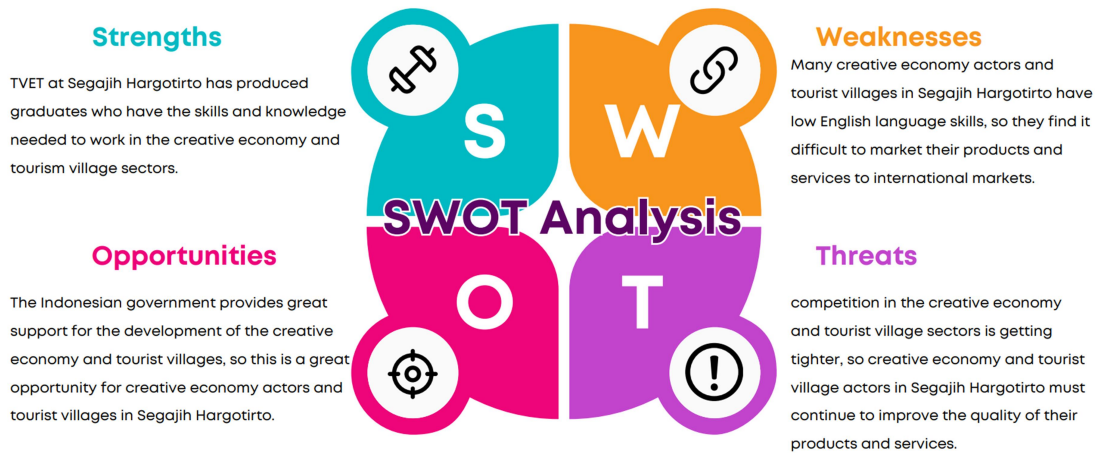 Strengths
TVET at Segajih Hargotirto has produced
graduates who have the skills and knowledge
needed to work in the creative economy and
tourism village sectors.
Weaknesses
Many creative economy actors and
tourist villages in Segajih Hargotirto have
low English language skills, so they find it
difficult to market their products and
services to international markets.
S
W
SWOT Analysis
O
T
Opportunities
The Indonesian government provides great
support for the development of the creative
economy and tourist villages, so this is a great
opportunity for creative economy actors and
tourist villages in Segajih Hargotirto.
Threats
competition in the creative economy
and tourist village sectors is getting
tighter, so creative economy and tourist
village actors in Segajih Hargotirto must
continue to improve the quality of their
products and services.